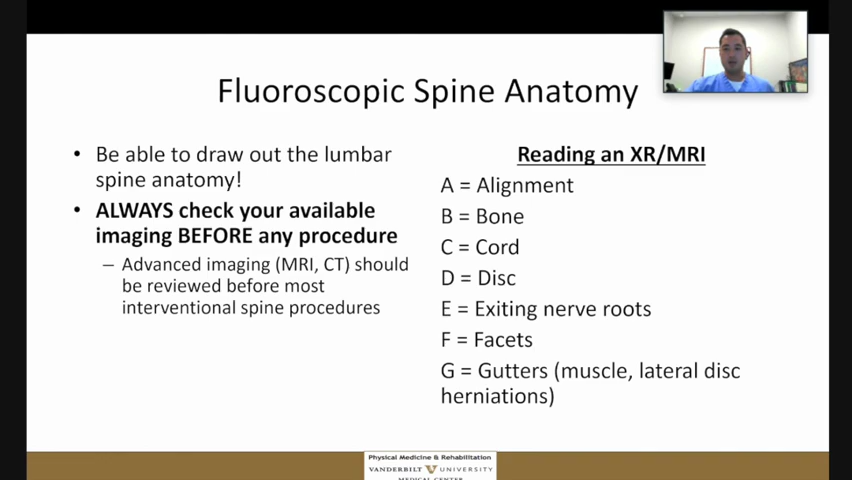 Fluoroscopic Spine Anatomy
• Be able to draw out the lumbar
spine anatomy!
• ALWAYS check your available
imaging BEFORE any procedure
– Advanced imaging (MRI, CT) should
be reviewed before most
interventional spine procedures
Reading an XR/MRI
A = Alignment
B = Bone
C = Cord
D = Disc
E = Exiting nerve roots
F = Facets
G = Gutters (muscle, lateral disc
herniations)
Physical Medicine & Rehabilitation
VANDERBILT V UNIVERSITY
MEDICAL CENTER